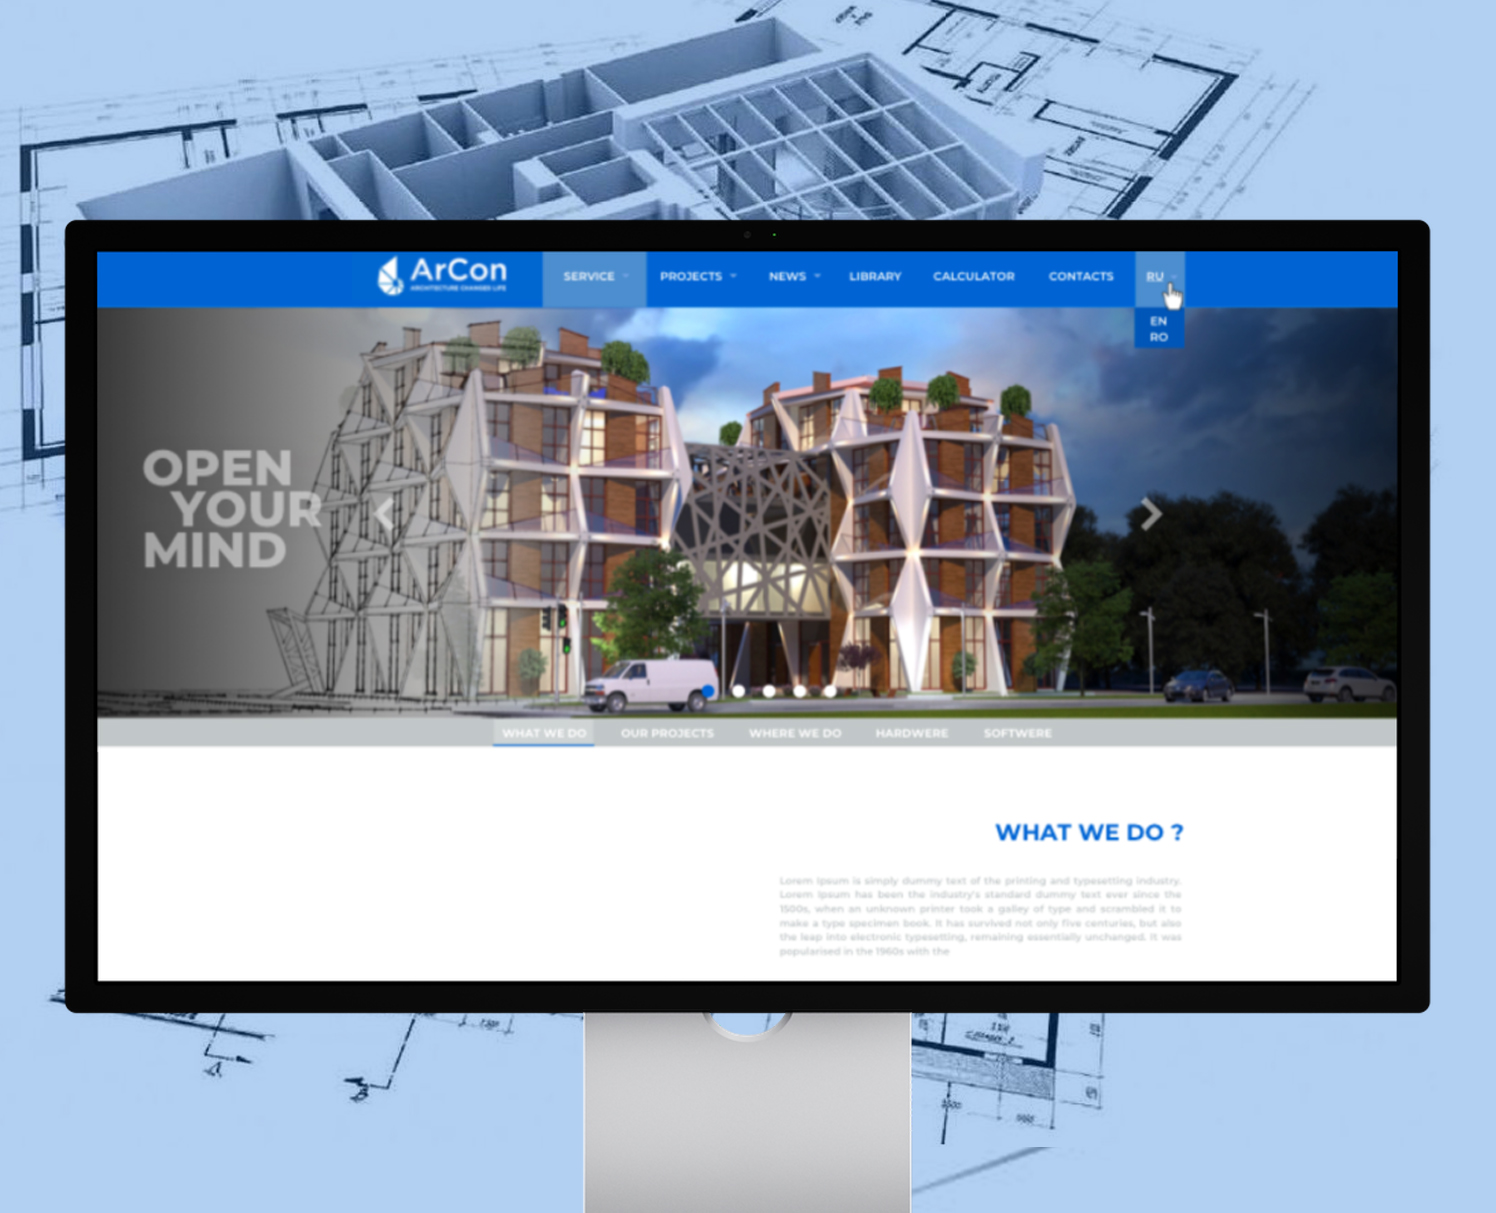 ArCon
ARCHITECTURE CHANGES LIFE
SERVICE
PROJECTS
NEWS
LIBRARY
CALCULATOR
CONTACTS
RU
EN
RO
OPEN
YOUR
MIND
WHAT WE DO
OUR PROJECTS
WHERE WE DO
HARDWERE
SOFTWERE
WHAT WE DO ?
Lorem Ipsum is simply dummy text of the printing and typesetting industry.
Lorem Ipsum has been the industry's standard dummy text ever since the
1500s, when an unknown printer took a galley of type and scrambled it to
make a type specimen book. It has survived not only five centuries, but also
the leap into electronic typesetting, remaining essentially unchanged. It was
popularised in the 1960s with the